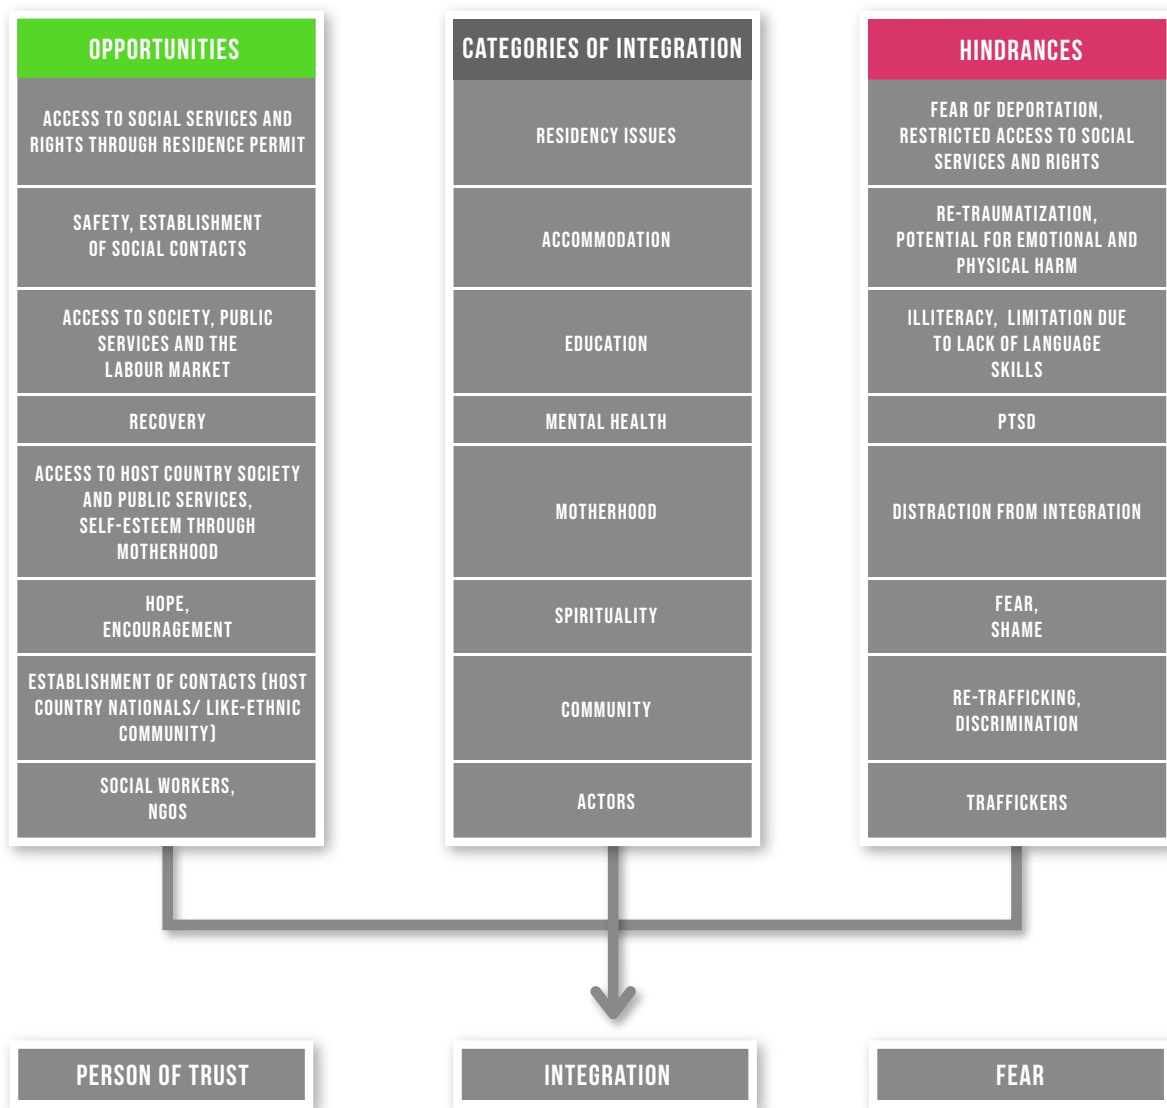 OPPORTUNITIES
ACCESS TO SOCIAL SERVICES AND
RIGHTS THROUGH RESIDENCE PERMIT
SAFETY, ESTABLISHMENT
OF SOCIAL CONTACTS
ACCESS TO SOCIETY, PUBLIC
SERVICES AND THE
LABOUR MARKET
RECOVERY
ACCESS TO HOST COUNTRY SOCIETY
AND PUBLIC SERVICES,
SELF-ESTEEM THROUGH
MOTHERHOOD
HOPE,
ENCOURAGEMENT
ESTABLISHMENT OF CONTACTS (HOST
COUNTRY NATIONALS/ LIKE-ETHNIC
COMMUNITY)
SOCIAL WORKERS,
NGOS
CATEGORIES OF INTEGRATION
RESIDENCY ISSUES
ACCOMMODATION
EDUCATION
MENTAL HEALTH
MOTHERHOOD
SPIRITUALITY
COMMUNITY
ACTORS
HINDRANCES
FEAR OF DEPORTATION,
RESTRICTED ACCESS TO SOCIAL
SERVICES AND RIGHTS
RE-TRAUMATIZATION,
POTENTIAL FOR EMOTIONAL AND
PHYSICAL HARM
ILLITERACY, LIMITATION DUE
TO LACK OF LANGUAGE
SKILLS
PTSD
DISTRACTION FROM INTEGRATION
FEAR,
SHAME
RE-TRAFFICKING,
DISCRIMINATION
TRAFFICKERS
PERSON OF TRUST
INTEGRATION
FEAR